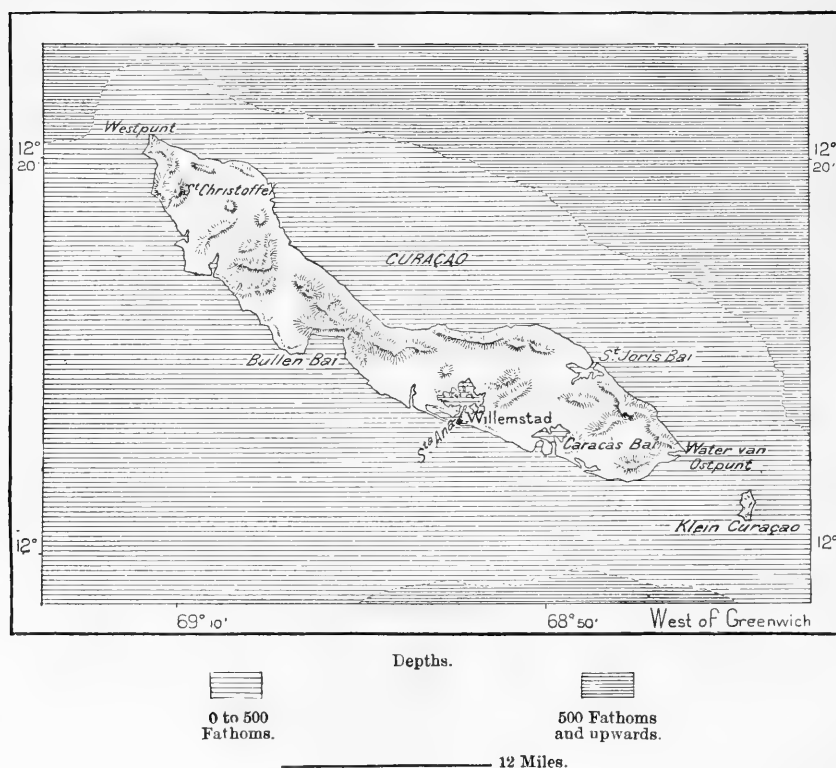 Westpunt
12°
20'
12°
20'
St Christoffel
CURAÇAO
Bullen Bai
St Joris Bai
Willemstad
Sta Ana
Caracas Bai
Water van
Ostpunt
Klein Curaçao
12°
12°
69° 10'
68° 50'
West of Greenwich
Depths.
0 to 500
Fathoms.
500 Fathoms
and upwards.
12 Miles.